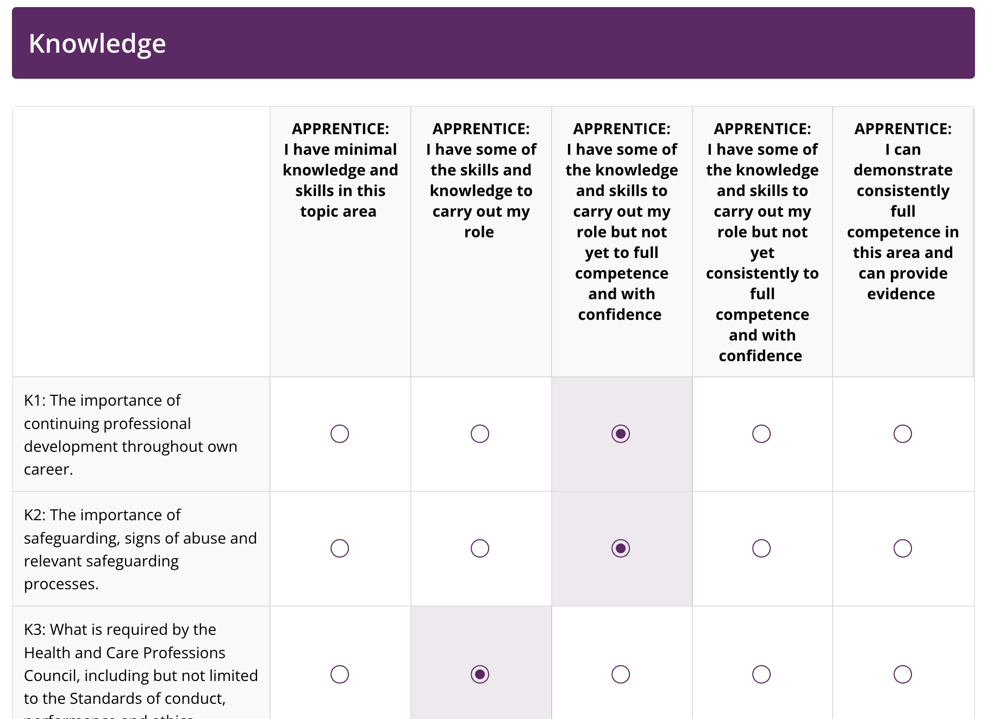 Knowledge
APPRENTICE:
I have minimal
knowledge and
skills in this
topic area
APPRENTICE:
I have some of
the skills and
knowledge to
carry out my
role
APPRENTICE:
I have some of
the knowledge
and skills to
carry out my
role but not
yet to full
competence
and with
confidence
APPRENTICE:
I have some of
the knowledge
and skills to
carry out my
role but not
yet
consistently to
full
competence
and with
confidence
APPRENTICE:
I can
demonstrate
consistently
full
competence in
this area and
can provide
evidence
K1: The importance of
continuing professional
development throughout own
career.
K2: The importance of
safeguarding, signs of abuse and
relevant safeguarding
processes.
K3: What is required by the
Health and Care Professions
Council, including but not limited
to the Standards of conduct,
performance and ethics